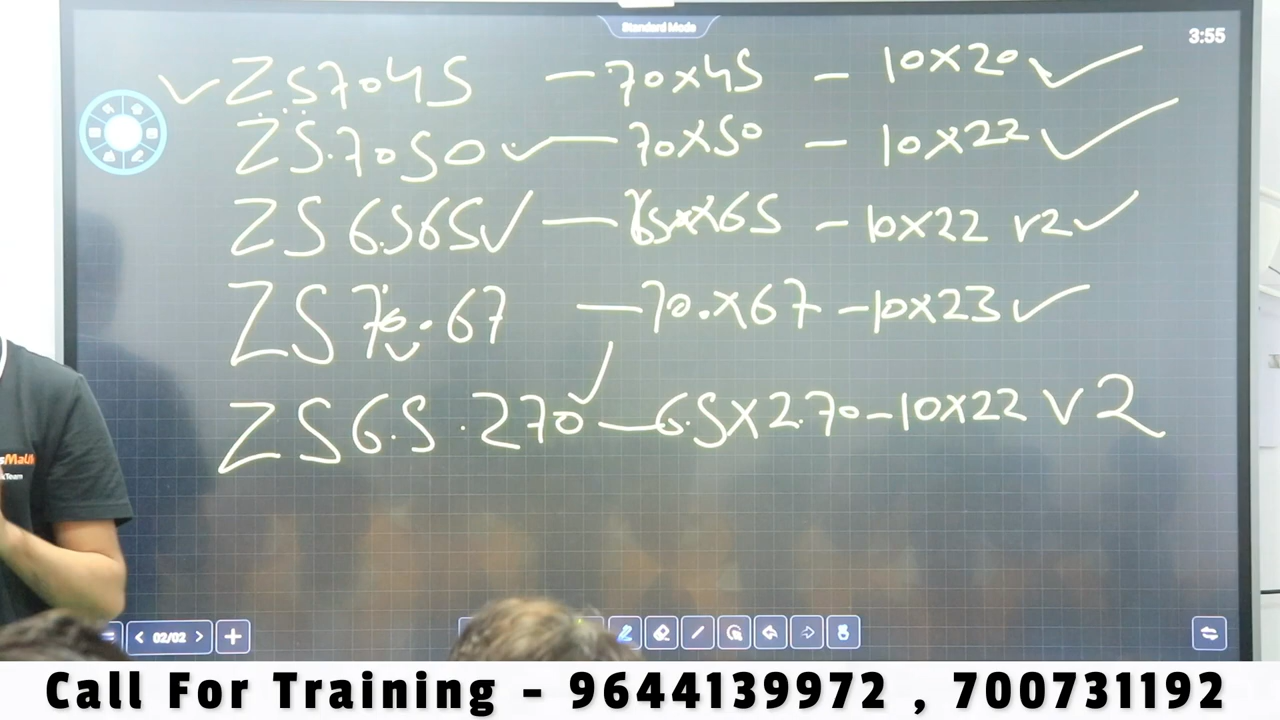 Standard Mode
3:55
✓ ZS7045 — 70x45 — 10x20 ✓
ZS.7050 ✓ — 70x50 — 10x22 ✓
ZS 6565 ✓ — x65 — 10x22 V2 ✓
ZS 70.67 — 70.x67 — 10x23 ✓
ZS6.5.270 ✓ — 6.5x2.70 — 10x22 V2
02/02
Call For Training - 9644139972 , 700731192